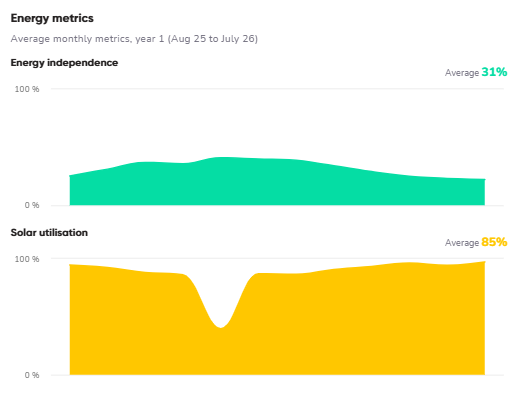 Energy metrics
Average monthly metrics, year 1 (Aug 25 to July 26)
Energy independence
Average 31%
100 %
0 %
Solar utilisation
Average 85%
100 %
0 %